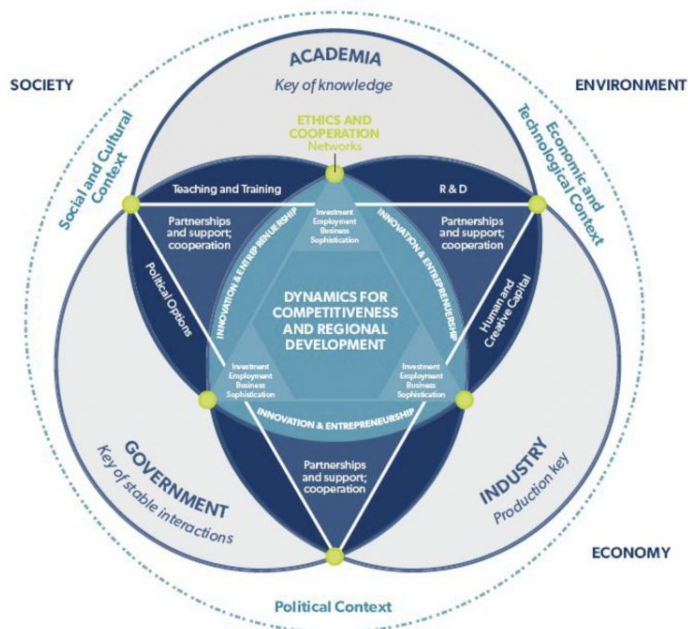 ACADEMIA
Key of knowledge
SOCIETY
ENVIRONMENT
ETHICS AND
COOPERATION
Networks
Social and Cultural
Context
Economic and
Technological Context
Teaching and Training
R & D
Partnerships
and support;
cooperation
Investment
Employment
Business
Sophistication
Partnerships
and support;
cooperation
INNOVATION & ENTREPRENUERSHIP
INNOVATION & ENTREPRENUERSHIP
Political Options
Human and
Creative Capital
DYNAMICS FOR
COMPETITIVENESS
AND REGIONAL
DEVELOPMENT
Investment
Employment
Business
Sophistication
Investment
Employment
Business
Sophistication
INNOVATION & ENTREPRENEURSHIP
GOVERNMENT
Key of stable interactions
Partnerships
and support;
cooperation
INDUSTRY
Production key
ECONOMY
Political Context